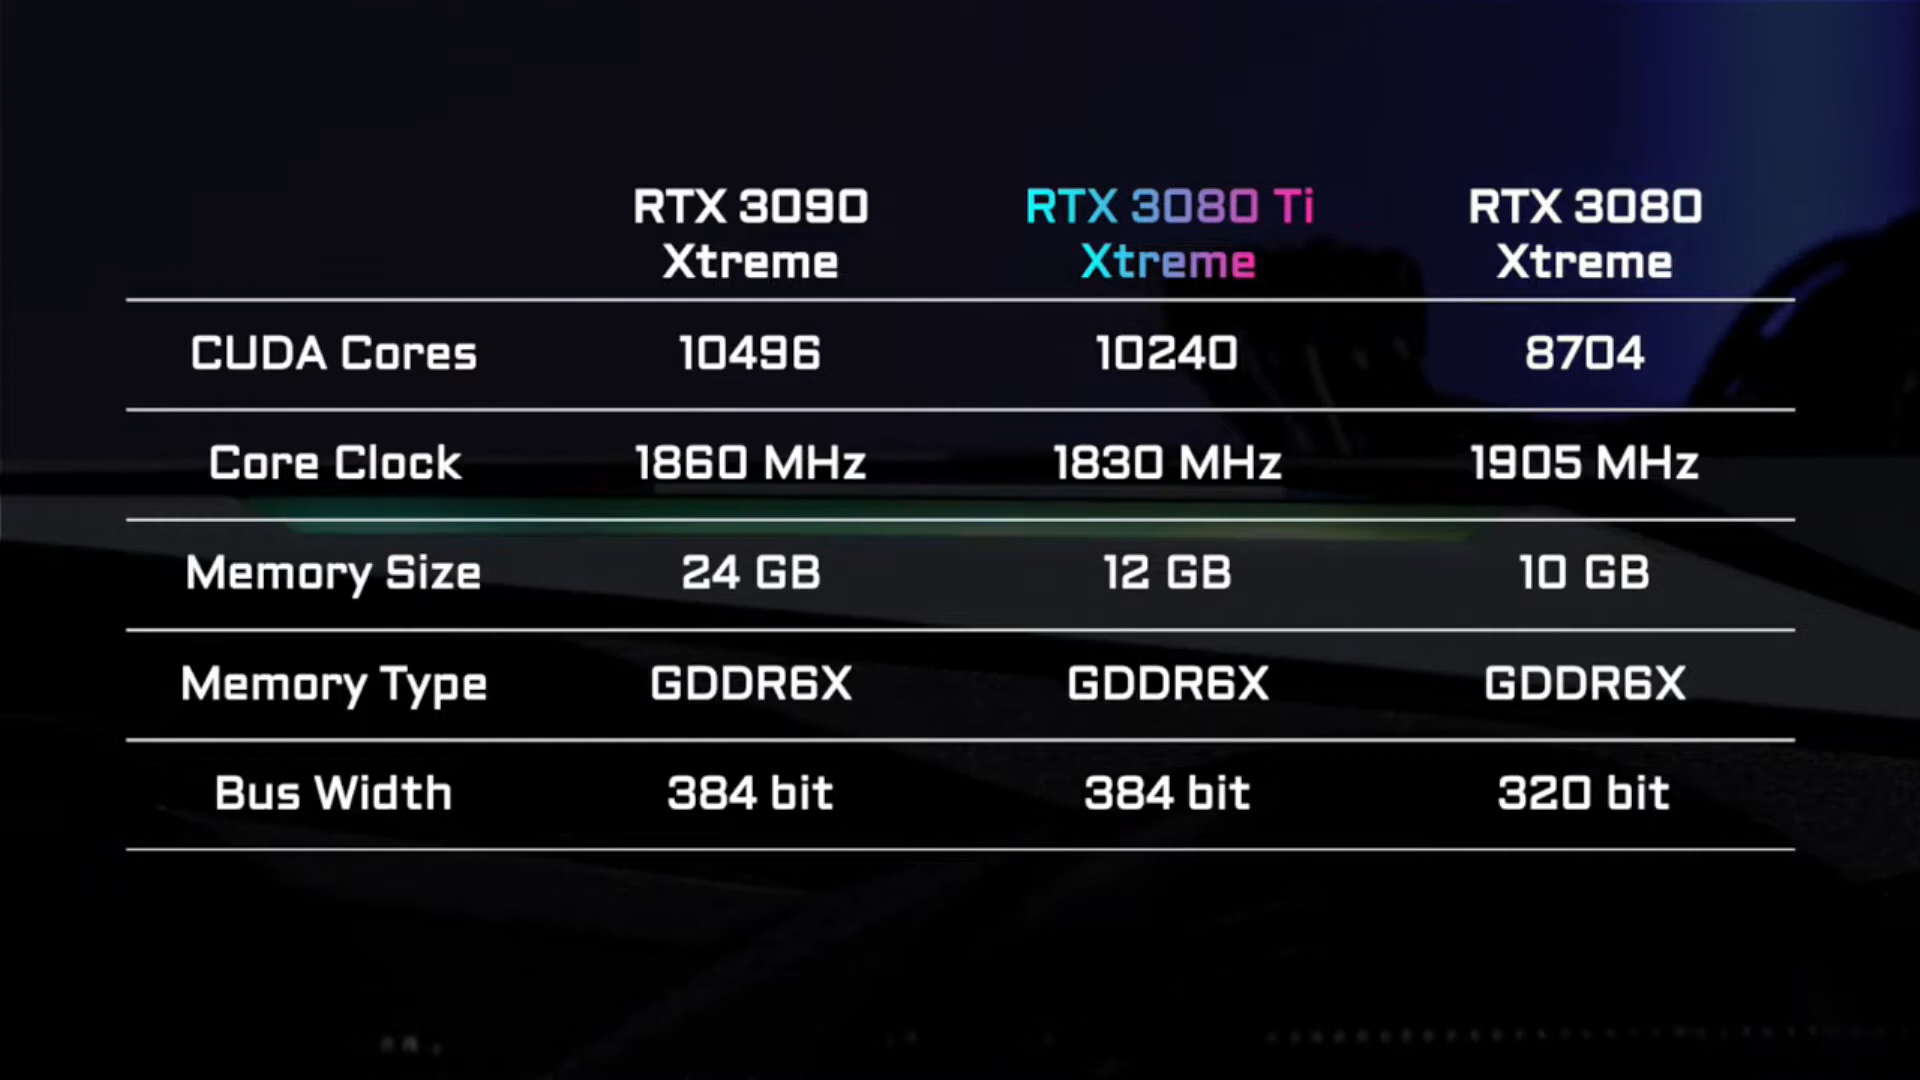 RTX 3090 Xtreme RTX 3080 Ti Xtreme RTX 3080 Xtreme
CUDA Cores 10496 10240 8704
Core Clock 1860 MHz 1830 MHz 1905 MHz
Memory Size 24 GB 12 GB 10 GB
Memory Type GDDR6X GDDR6X GDDR6X
Bus Width 384 bit 384 bit 320 bit